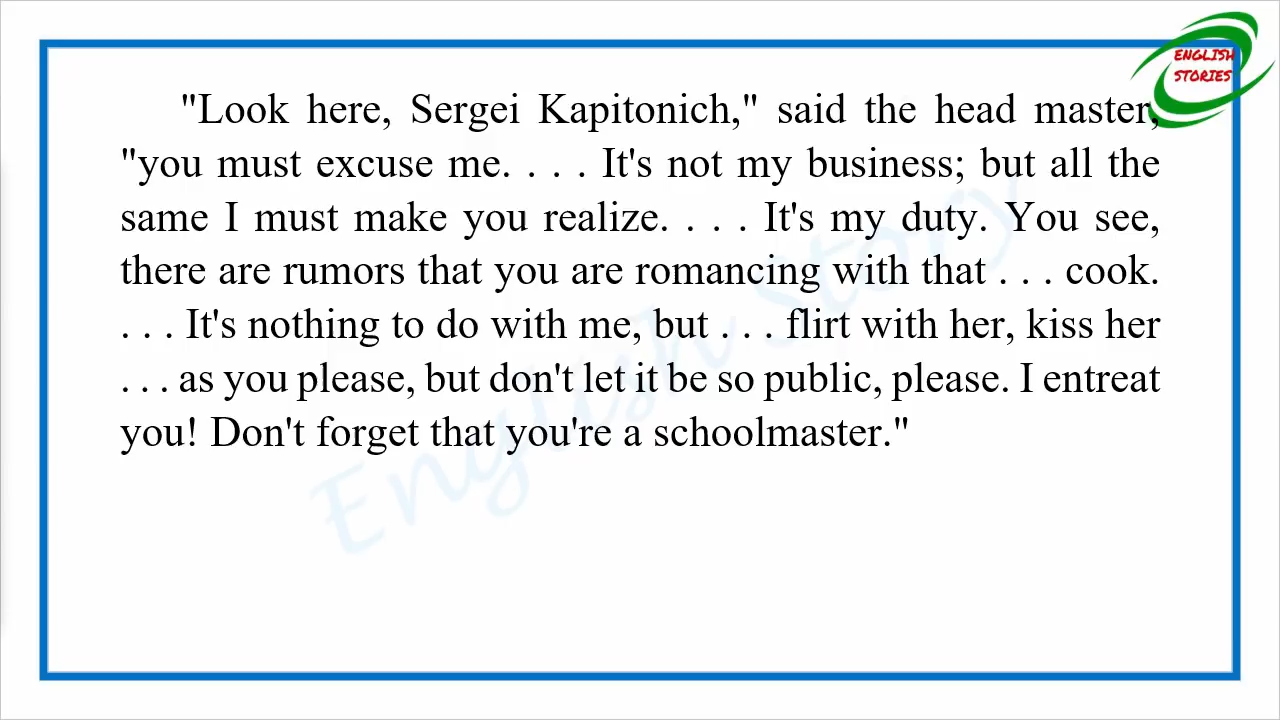 ENGLISH
STORIES
"Look here, Sergei Kapitonich," said the head master,
"you must excuse me. . . . It's not my business; but all the
same I must make you realize. . . . It's my duty. You see,
there are rumors that you are romancing with that . . . cook.
. . . It's nothing to do with me, but . . . flirt with her, kiss her
. . . as you please, but don't let it be so public, please. I entreat
you! Don't forget that you're a schoolmaster."
English Story